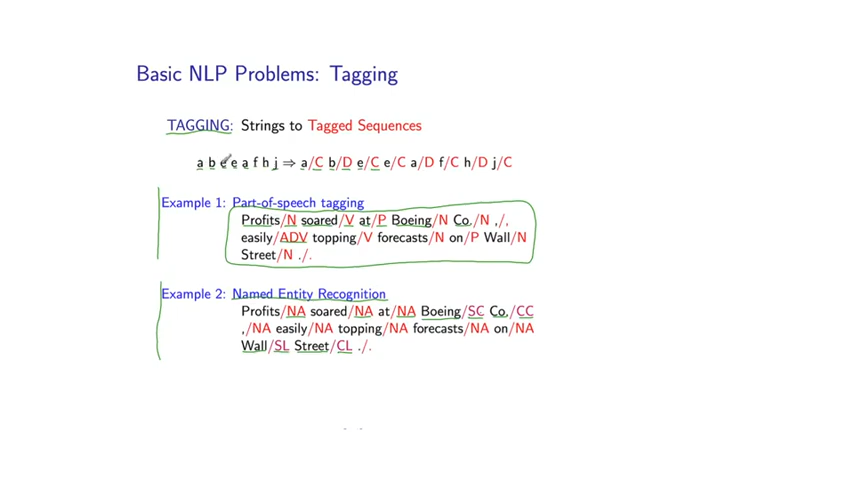 Basic NLP Problems: Tagging
TAGGING: Strings to Tagged Sequences
a b e e a f h j ⇒ a/C b/D e/C e/C a/D f/C h/D j/C
Example 1: Part-of-speech tagging
Profits/N soared/V at/P Boeing/N Co./N ,/,
easily/ADV topping/V forecasts/N on/P Wall/N
Street/N ./.
Example 2: Named Entity Recognition
Profits/NA soared/NA at/NA Boeing/SC Co./CC
,/NA easily/NA topping/NA forecasts/NA on/NA
Wall/SL Street/CL ./.